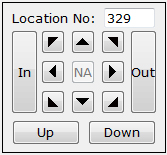 Location No: 329
In NA Out
Up Down